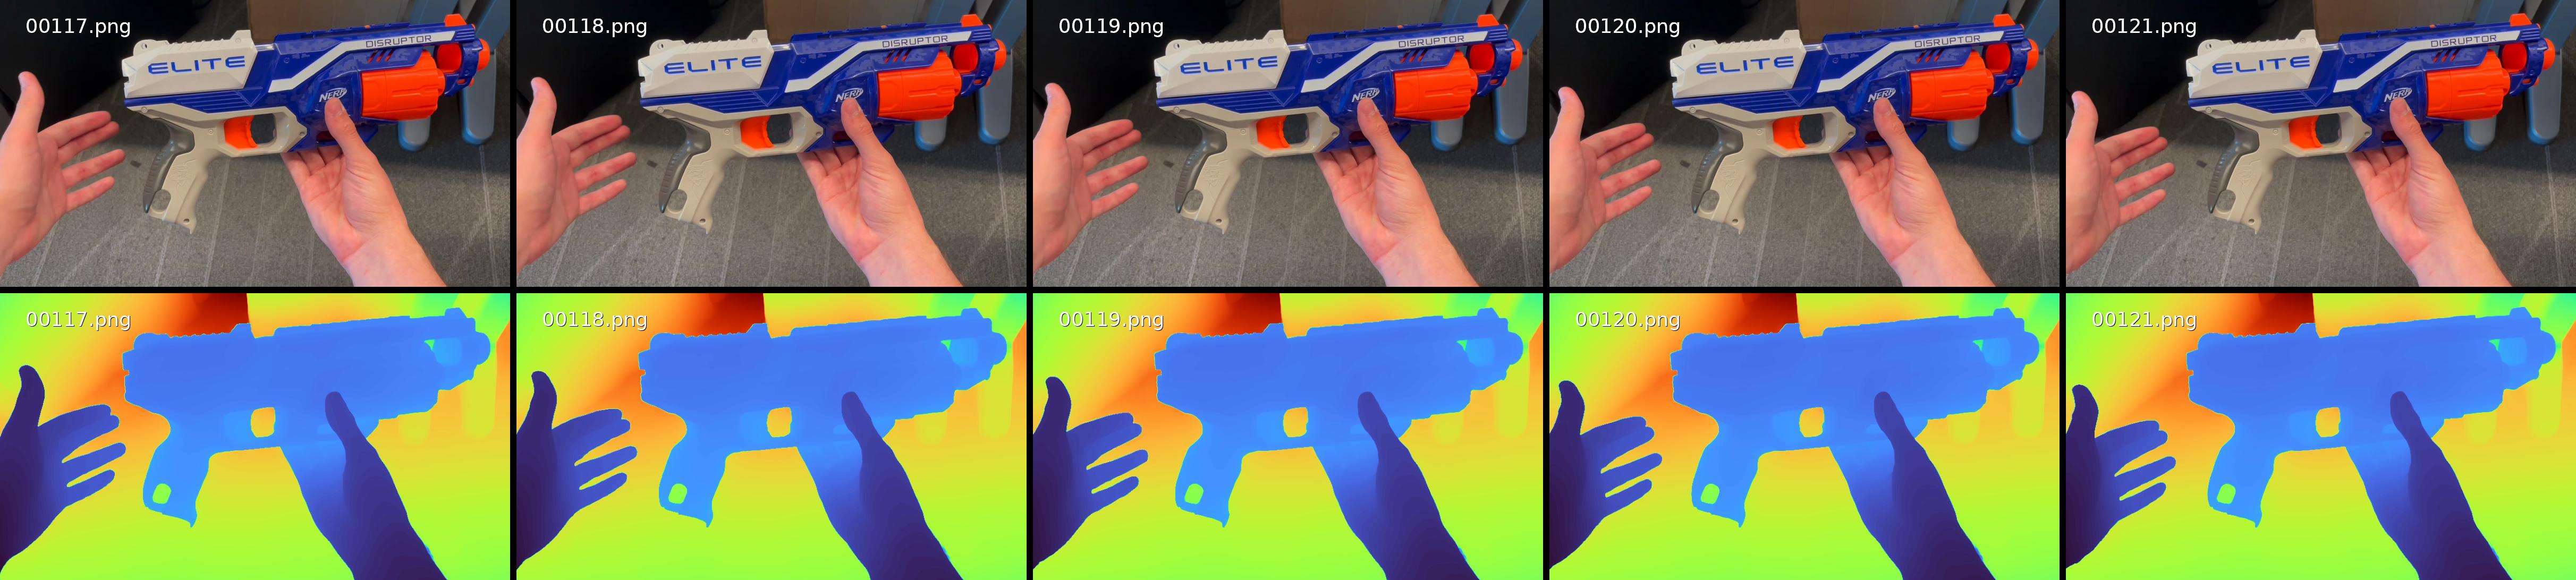 00117.png
DISRUPTOR
ELITE
NERF
00118.png
DISRUPTOR
ELITE
NERF
00119.png
DISRUPTOR
ELITE
NERF
00120.png
DISRUPTOR
ELITE
NERF
00121.png
DISRUPTOR
ELITE
NERF
00117.png
00118.png
00119.png
00120.png
00121.png